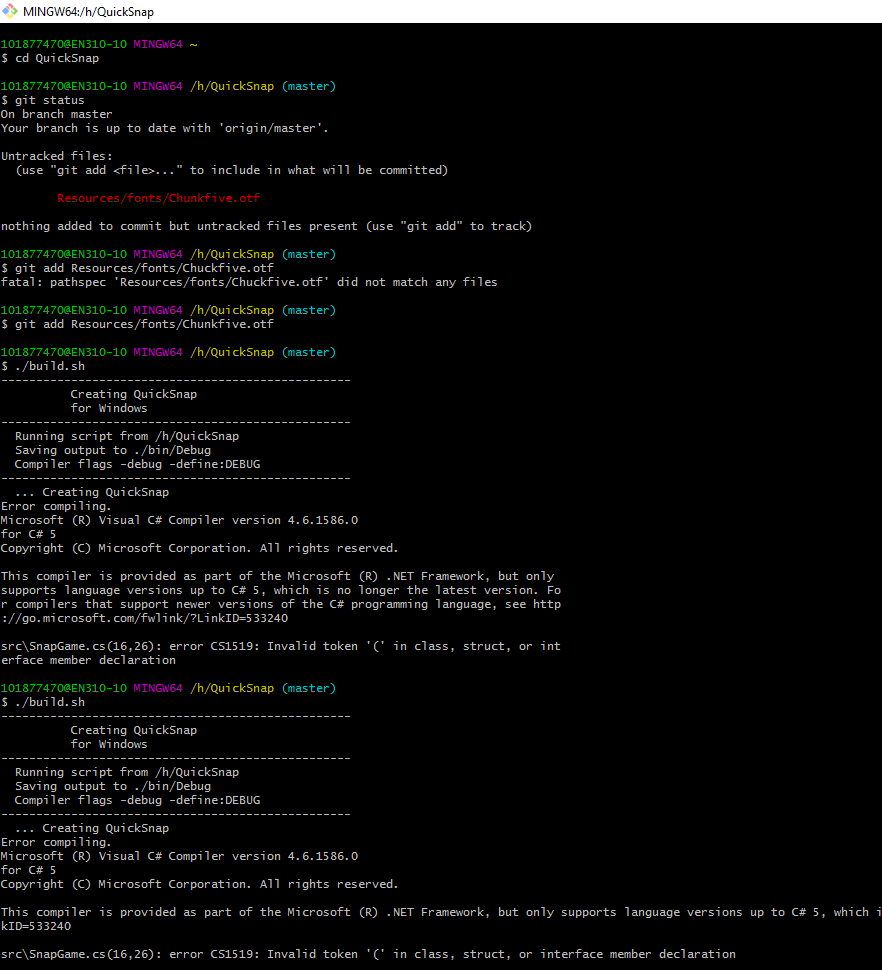 MINGW64:/h/QuickSnap
101877470@EN310-10 MINGW64 ~
$ cd QuickSnap
101877470@EN310-10 MINGW64 /h/QuickSnap (master)
$ git status
On branch master
Your branch is up to date with 'origin/master'.
Untracked files:
(use "git add <file>..." to include in what will be committed)
Resources/fonts/Chunkfive.otf
nothing added to commit but untracked files present (use "git add" to track)
101877470@EN310-10 MINGW64 /h/QuickSnap (master)
$ git add Resources/fonts/Chuckfive.otf
fatal: pathspec 'Resources/fonts/Chuckfive.otf' did not match any files
101877470@EN310-10 MINGW64 /h/QuickSnap (master)
$ git add Resources/fonts/Chunkfive.otf
101877470@EN310-10 MINGW64 /h/QuickSnap (master)
$ ./build.sh
--------------------------------------------------
Creating QuickSnap
for Windows
--------------------------------------------------
Running script from /h/QuickSnap
Saving output to ./bin/Debug
Compiler flags -debug -define:DEBUG
--------------------------------------------------
... Creating QuickSnap
Error compiling.
Microsoft (R) Visual C# Compiler version 4.6.1586.0
for C# 5
Copyright (C) Microsoft Corporation. All rights reserved.
This compiler is provided as part of the Microsoft (R) .NET Framework, but only
supports language versions up to C# 5, which is no longer the latest version. Fo
r compilers that support newer versions of the C# programming language, see http
://go.microsoft.com/fwlink/?LinkID=533240
src\SnapGame.cs(16,26): error CS1519: Invalid token '(' in class, struct, or int
erface member declaration
101877470@EN310-10 MINGW64 /h/QuickSnap (master)
$ ./build.sh
--------------------------------------------------
Creating QuickSnap
for Windows
--------------------------------------------------
Running script from /h/QuickSnap
Saving output to ./bin/Debug
Compiler flags -debug -define:DEBUG
--------------------------------------------------
... Creating QuickSnap
Error compiling.
Microsoft (R) Visual C# Compiler version 4.6.1586.0
for C# 5
Copyright (C) Microsoft Corporation. All rights reserved.
This compiler is provided as part of the Microsoft (R) .NET Framework, but only supports language versions up to C# 5, which i
kID=533240
src\SnapGame.cs(16,26): error CS1519: Invalid token '(' in class, struct, or interface member declaration